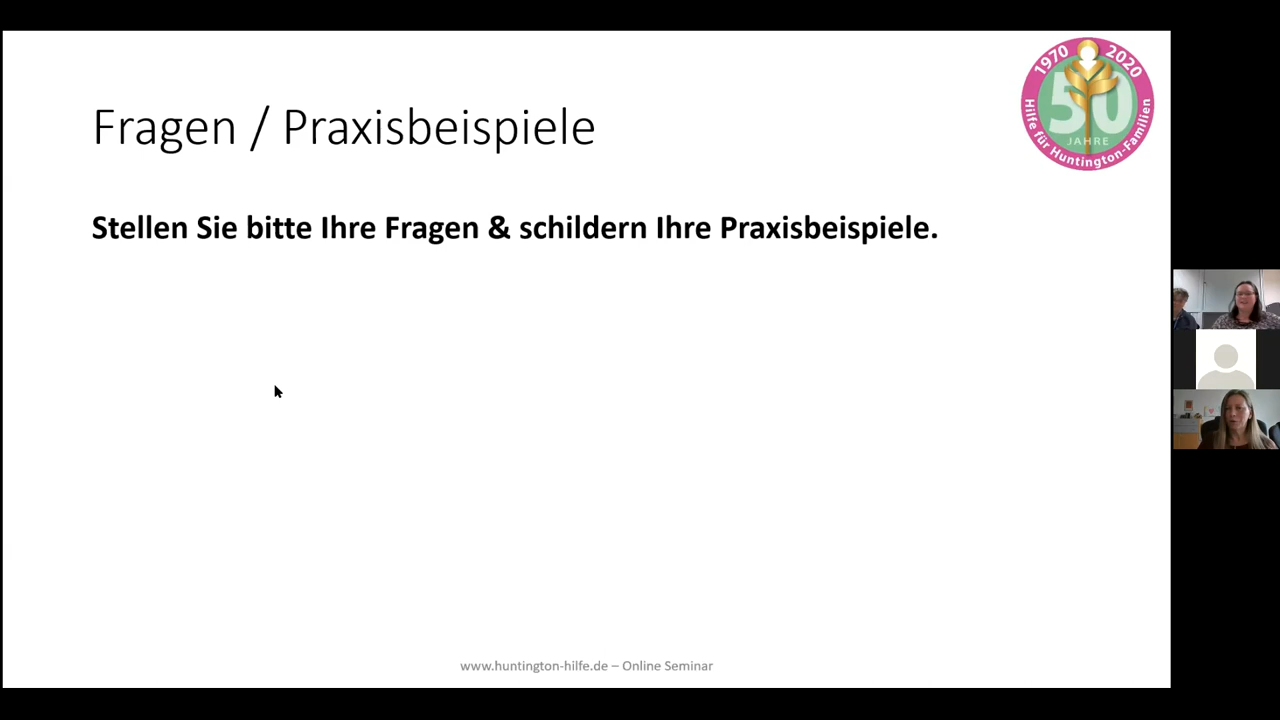 Fragen / Praxisbeispiele
1970 2020
50
JAHRE
Hilfe für Huntington-Familien
Stellen Sie bitte Ihre Fragen & schildern Ihre Praxisbeispiele.
www.huntington-hilfe.de – Online Seminar